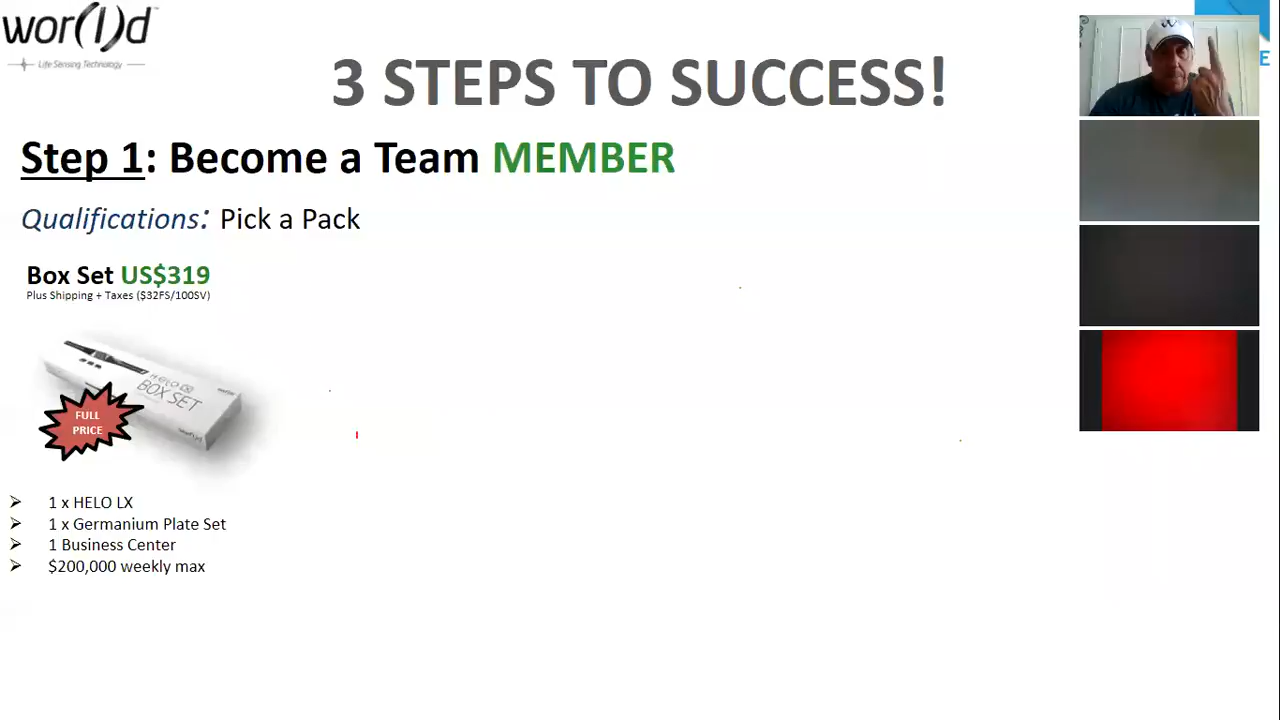 wor(l)d
Life Sensing Technology
3 STEPS TO SUCCESS!
E
Step 1: Become a Team MEMBER
Qualifications: Pick a Pack
Box Set US$319
Plus Shipping + Taxes ($32FS/100SV)
HELO LX
BOX SET
FULL
PRICE
1 x HELO LX
1 x Germanium Plate Set
1 Business Center
$200,000 weekly max